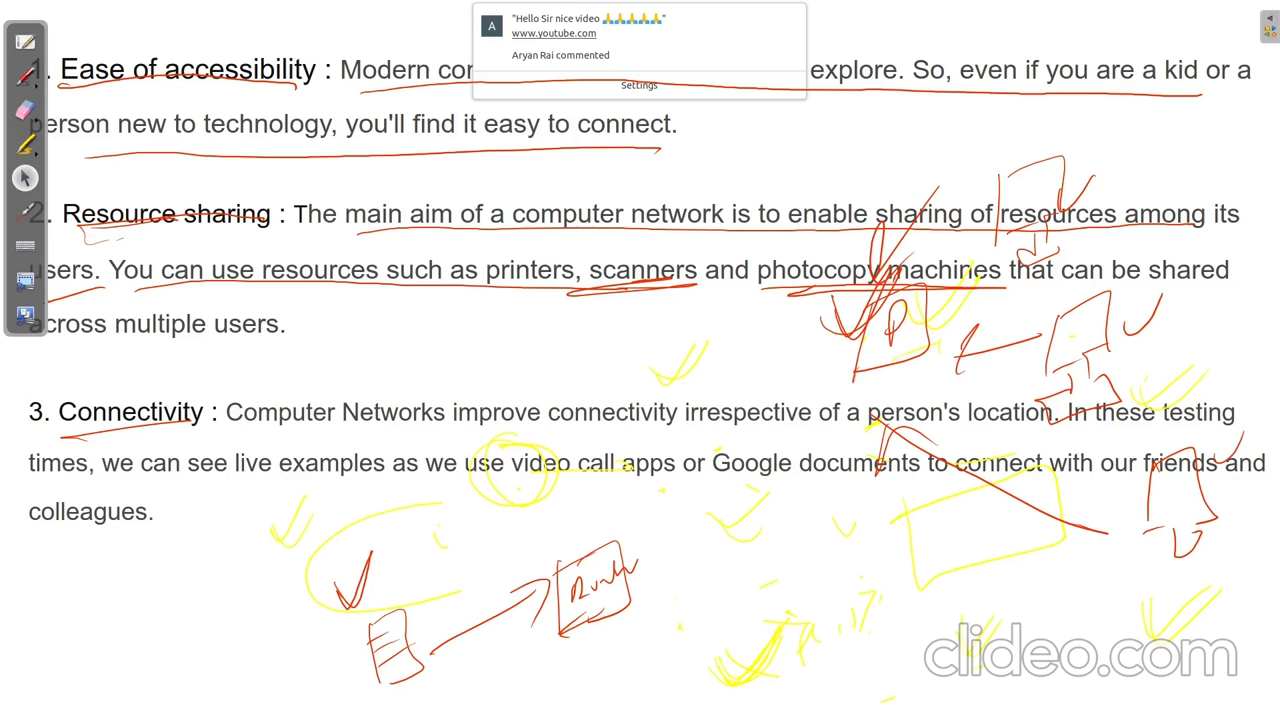 A
"Hello Sir nice video 🙏🙏🙏🙏🙏"
www.youtube.com
Aryan Rai commented
Settings
1. Ease of accessibility : Modern explore. So, even if you are a kid or a
person new to technology, you'll find it easy to connect.
2. Resource sharing : The main aim of a computer network is to enable sharing of resources among its
users. You can use resources such as printers, scanners and photocopy machines that can be shared
across multiple users.
P
3. Connectivity : Computer Networks improve connectivity irrespective of a person's location. In these testing
times, we can see live examples as we use video call apps or Google documents to connect with our friends and
colleagues.
clideo.com